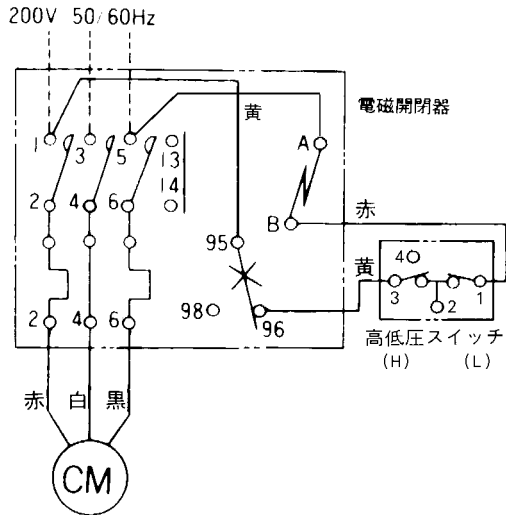 200V 50/60Hz
電磁開閉器
黄
1 3 5 13
A
14
2 4 6
B
赤
95
黄
4
3 2 1
98 96
高低圧スイッチ
(H) (L)
2 4 6
赤 白 黒
CM